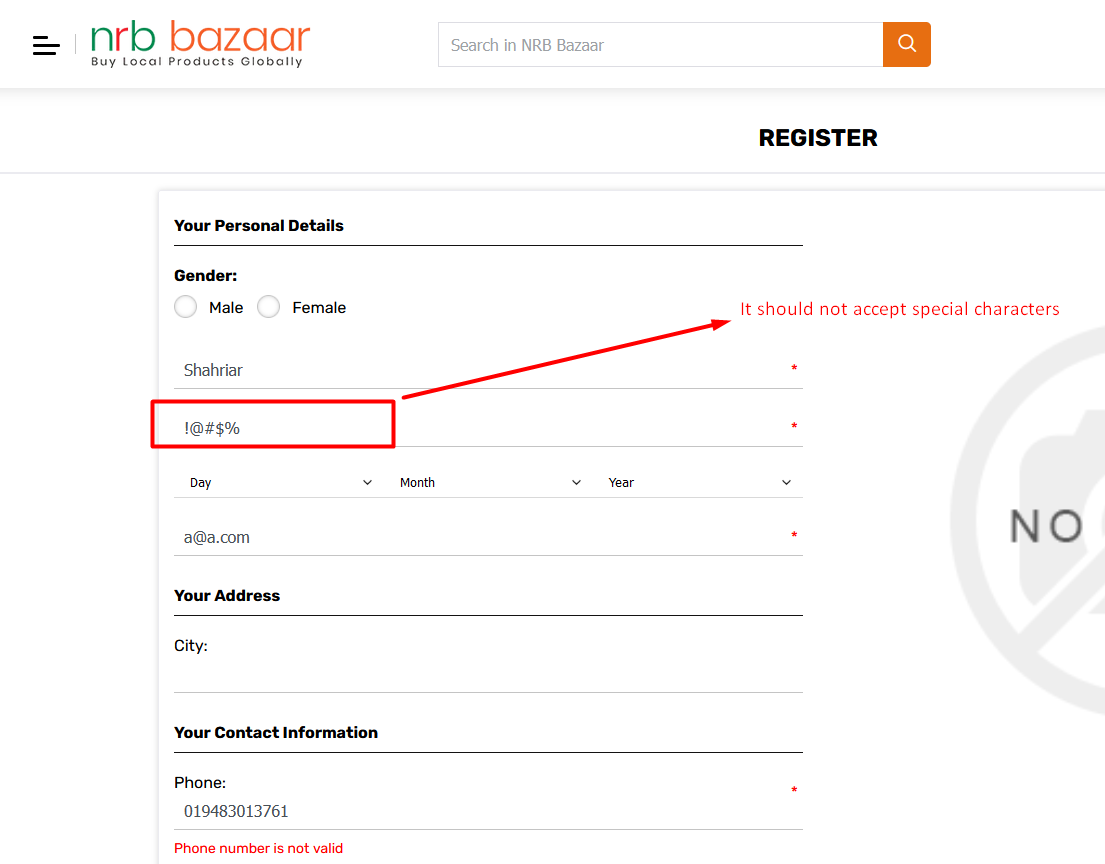 nrb bazaar
Buy Local Products Globally
Search in NRB Bazaar
REGISTER
Your Personal Details
Gender:
Male Female
It should not accept special characters
Shahriar *
!@#$% *
Day Month Year
a@a.com *
NO
Your Address
City:
Your Contact Information
Phone: *
019483013761
Phone number is not valid